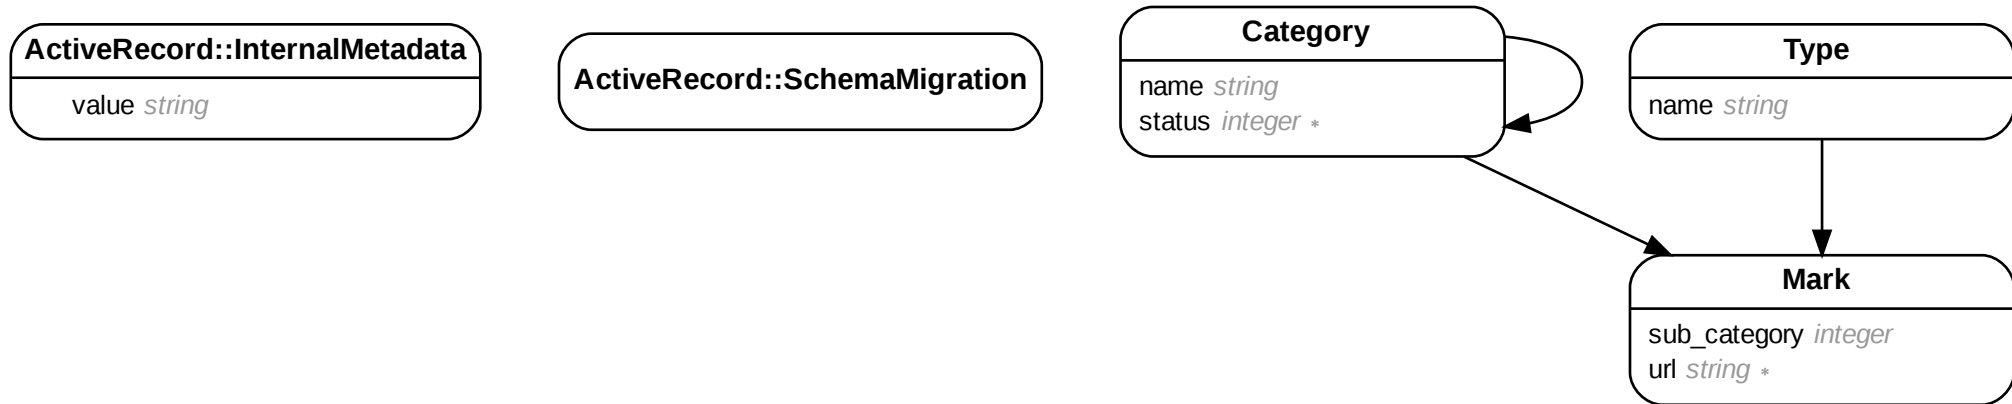 ActiveRecord::InternalMetadata
value string
ActiveRecord::SchemaMigration
Category
name string
status integer *
Type
name string
Mark
sub_category integer
url string *